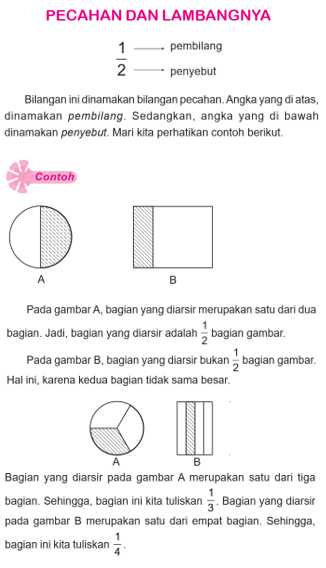 PECAHAN DAN LAMBANGNYA
1/2
pembilang
penyebut
Bilangan ini dinamakan bilangan pecahan. Angka yang di atas,
dinamakan pembilang. Sedangkan, angka yang di bawah
dinamakan penyebut. Mari kita perhatikan contoh berikut.
Contoh
A
B
Pada gambar A, bagian yang diarsir merupakan satu dari dua
bagian. Jadi, bagian yang diarsir adalah 1/2 bagian gambar.
Pada gambar B, bagian yang diarsir bukan 1/2 bagian gambar.
Hal ini, karena kedua bagian tidak sama besar.
A
B
Bagian yang diarsir pada gambar A merupakan satu dari tiga
bagian. Sehingga, bagian ini kita tuliskan 1/3. Bagian yang diarsir
pada gambar B merupakan satu dari empat bagian. Sehingga,
bagian ini kita tuliskan 1/4.